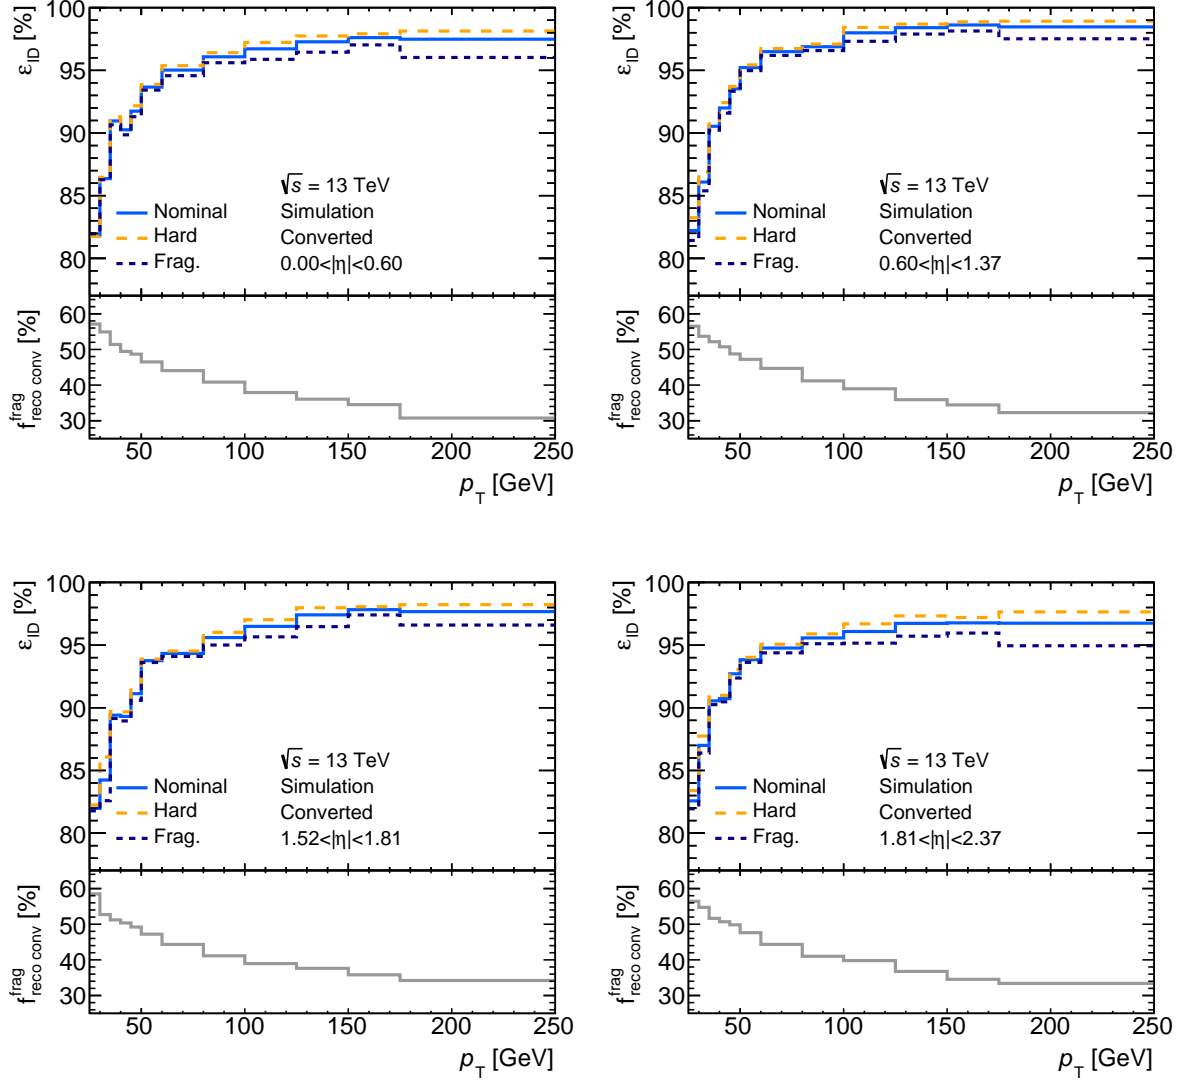 ε_ID [%]
100
95
90
85
80
√s = 13 TeV
Nominal Simulation
Hard Converted
Frag. 0.00<|η|<0.60
f^frag_reco conv [%]
60
50
40
30
50 100 150 200 250
p_T [GeV]
ε_ID [%]
100
95
90
85
80
√s = 13 TeV
Nominal Simulation
Hard Converted
Frag. 0.60<|η|<1.37
f^frag_reco conv [%]
60
50
40
30
50 100 150 200 250
p_T [GeV]
ε_ID [%]
100
95
90
85
80
√s = 13 TeV
Nominal Simulation
Hard Converted
Frag. 1.52<|η|<1.81
f^frag_reco conv [%]
60
50
40
30
50 100 150 200 250
p_T [GeV]
ε_ID [%]
100
95
90
85
80
√s = 13 TeV
Nominal Simulation
Hard Converted
Frag. 1.81<|η|<2.37
f^frag_reco conv [%]
60
50
40
30
50 100 150 200 250
p_T [GeV]